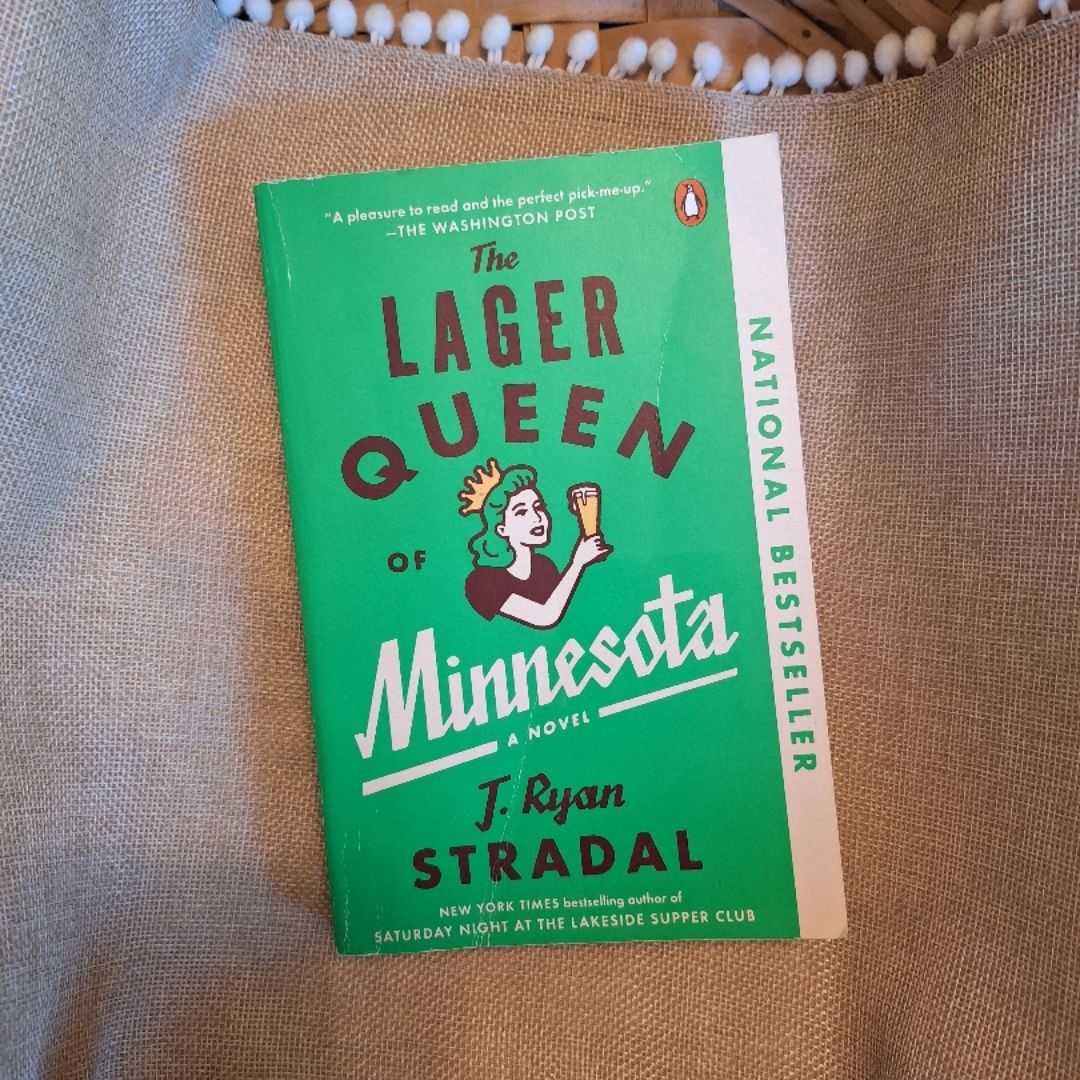 "A pleasure to read and the perfect pick-me-up."
—THE WASHINGTON POST
The
LAGER
QUEEN
OF
Minnesota
A NOVEL
J. Ryan
STRADAL
NEW YORK TIMES bestselling author of
SATURDAY NIGHT AT THE LAKESIDE SUPPER CLUB
NATIONAL BESTSELLER